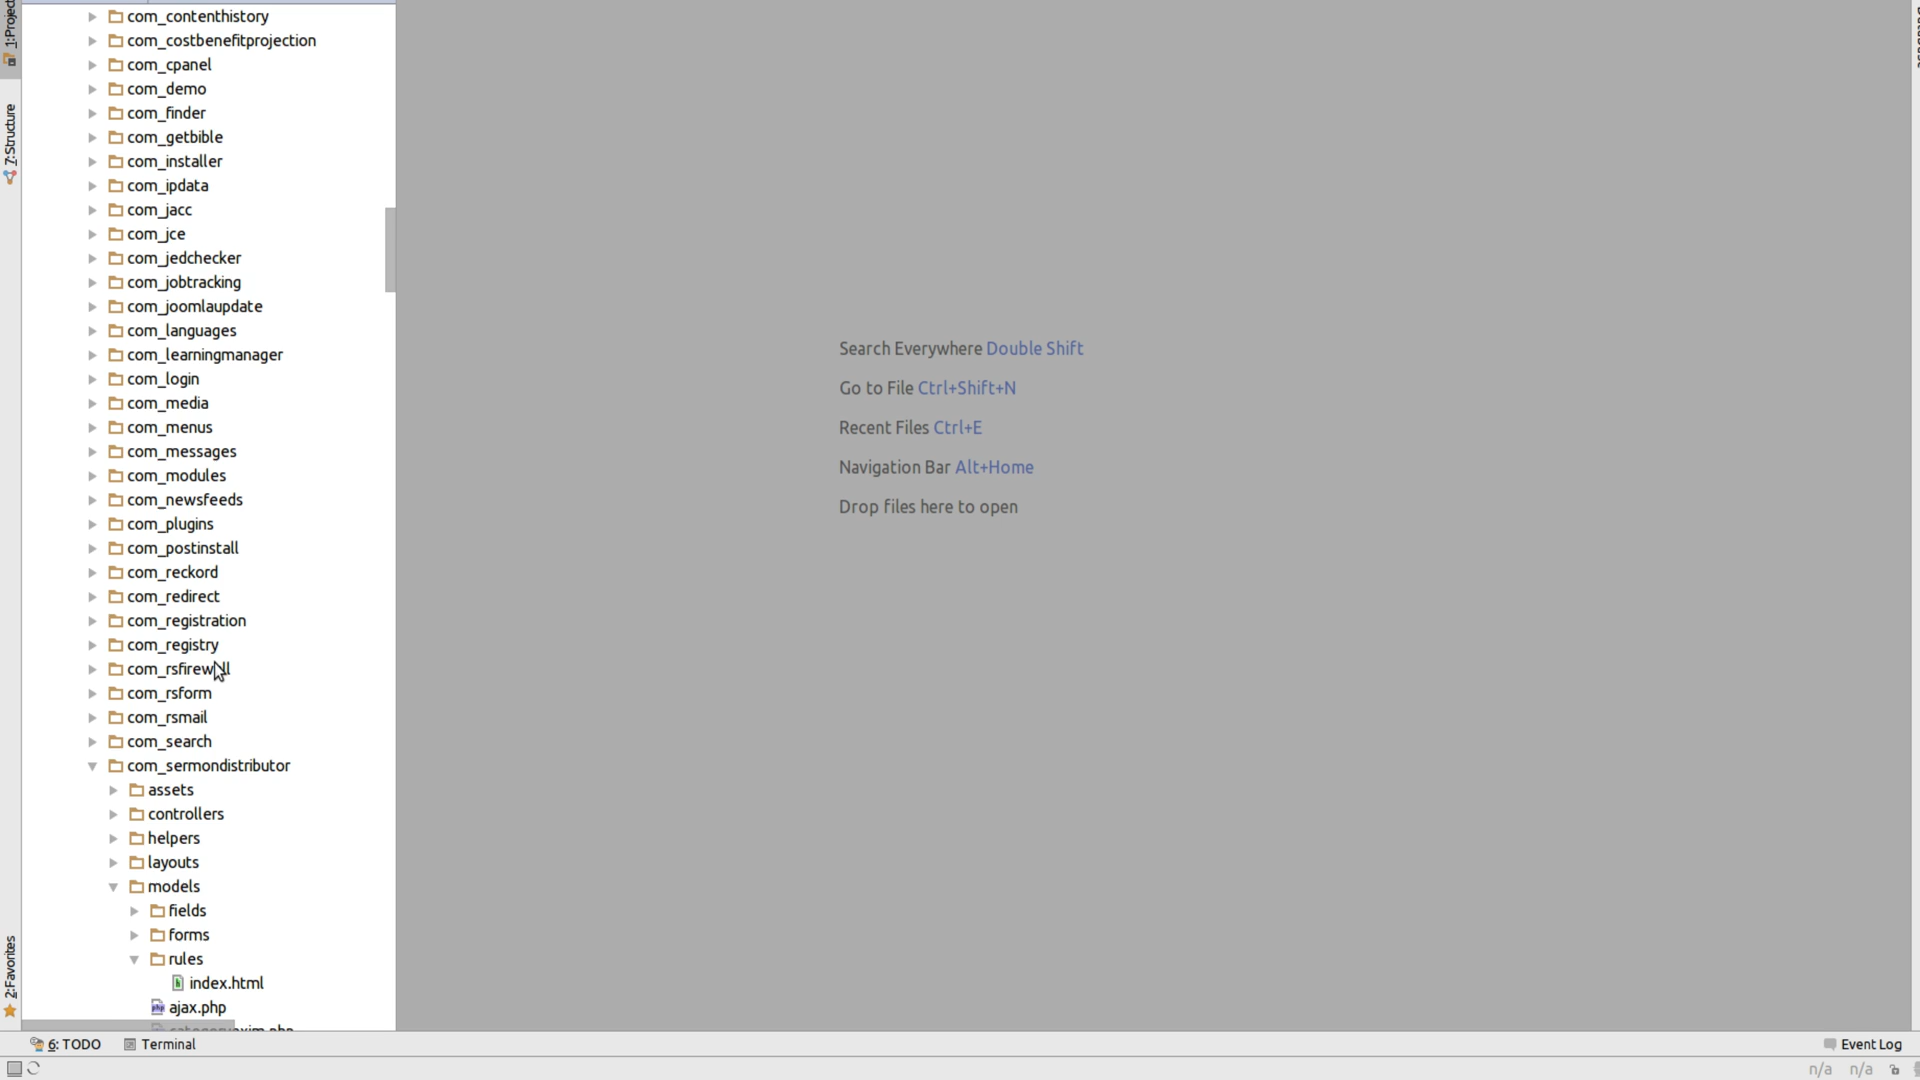 1:Project
7:Structure
2:Favorites
com_contenthistory
com_costbenefitprojection
com_cpanel
com_demo
com_finder
com_getbible
com_installer
com_ipdata
com_jacc
com_jce
com_jedchecker
com_jobtracking
com_joomlaupdate
com_languages
com_learningmanager
com_login
com_media
com_menus
com_messages
com_modules
com_newsfeeds
com_plugins
com_postinstall
com_reckord
com_redirect
com_registration
com_registry
com_rsfirewall
com_rsform
com_rsmail
com_search
com_sermondistributor
assets
controllers
helpers
layouts
models
fields
forms
rules
index.html
ajax.php
Search Everywhere Double Shift
Go to File Ctrl+Shift+N
Recent Files Ctrl+E
Navigation Bar Alt+Home
Drop files here to open
6: TODO
Terminal
Event Log
n/a
n/a